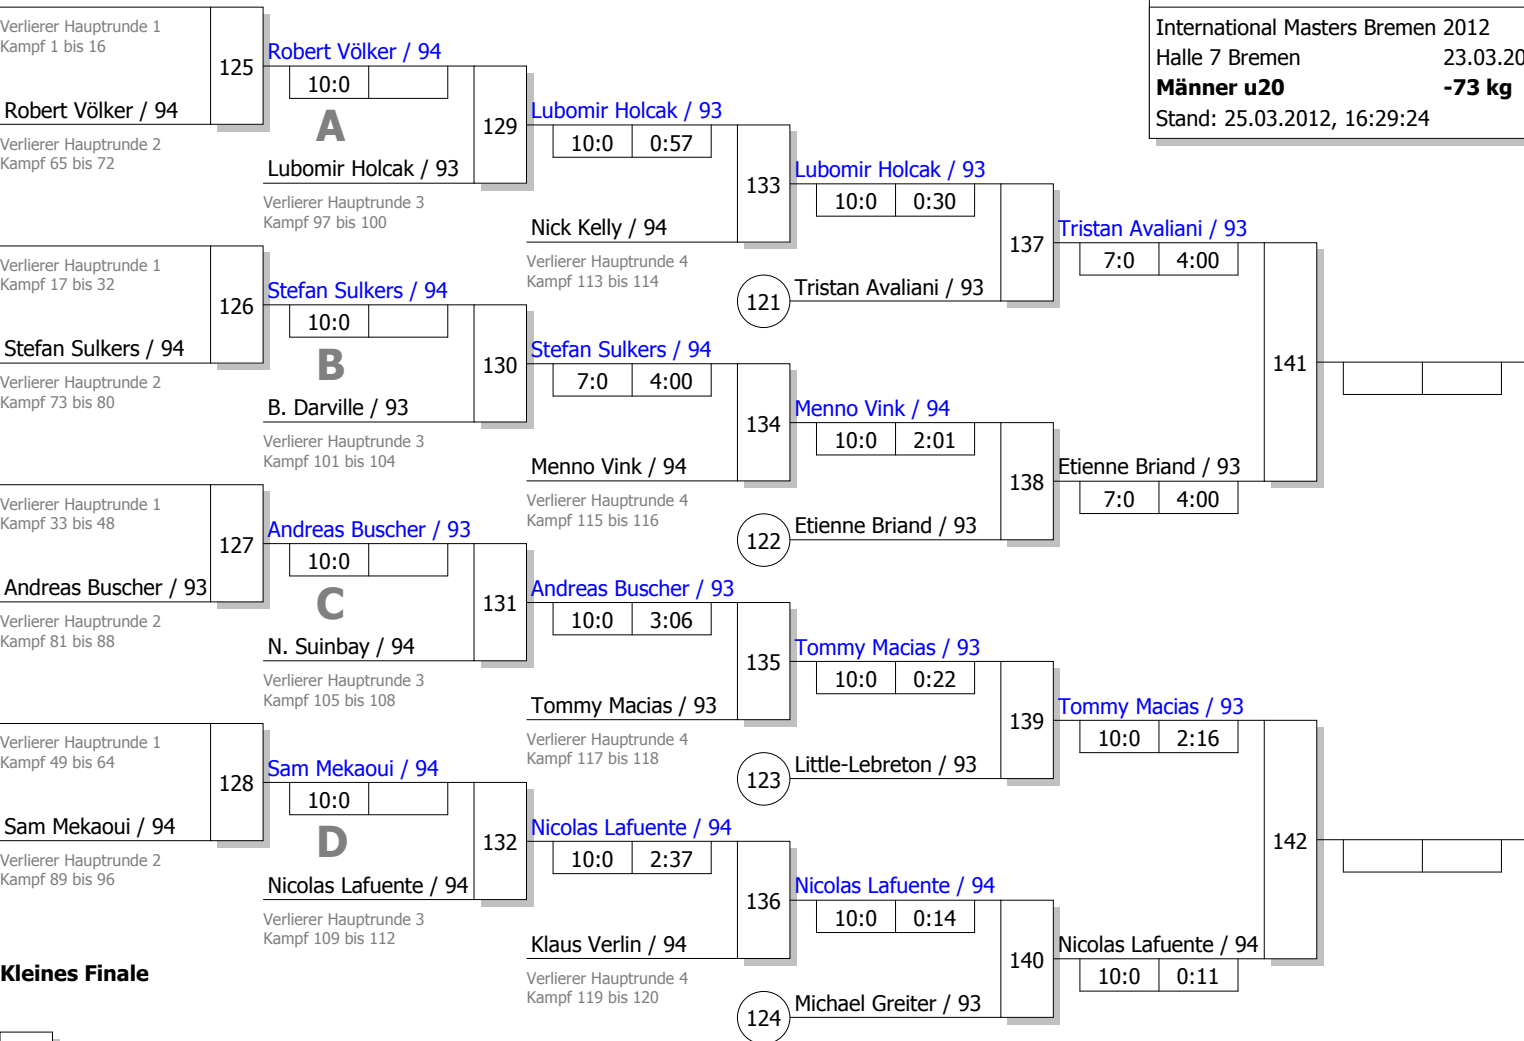 International Masters Bremen 2012
Halle 7 Bremen 23.03.20
Männer u20 -73 kg
Stand: 25.03.2012, 16:29:24
Verlierer Hauptrunde 1
Kampf 1 bis 16
125
Robert Völker / 94
Verlierer Hauptrunde 2
Kampf 65 bis 72
Verlierer Hauptrunde 1
Kampf 17 bis 32
126
Stefan Sulkers / 94
Verlierer Hauptrunde 2
Kampf 73 bis 80
Verlierer Hauptrunde 1
Kampf 33 bis 48
127
Andreas Buscher / 93
Verlierer Hauptrunde 2
Kampf 81 bis 88
Verlierer Hauptrunde 1
Kampf 49 bis 64
128
Sam Mekaoui / 94
Verlierer Hauptrunde 2
Kampf 89 bis 96
Robert Völker / 94
10:0
A
129
Lubomir Holcak / 93
Verlierer Hauptrunde 3
Kampf 97 bis 100
Stefan Sulkers / 94
10:0
B
130
B. Darville / 93
Verlierer Hauptrunde 3
Kampf 101 bis 104
Andreas Buscher / 93
10:0
C
131
N. Suinbay / 94
Verlierer Hauptrunde 3
Kampf 105 bis 108
Sam Mekaoui / 94
10:0
D
132
Nicolas Lafuente / 94
Verlierer Hauptrunde 3
Kampf 109 bis 112
Lubomir Holcak / 93
10:0 0:57
133
Nick Kelly / 94
Verlierer Hauptrunde 4
Kampf 113 bis 114
Stefan Sulkers / 94
7:0 4:00
134
Menno Vink / 94
Verlierer Hauptrunde 4
Kampf 115 bis 116
Andreas Buscher / 93
10:0 3:06
135
Tommy Macias / 93
Verlierer Hauptrunde 4
Kampf 117 bis 118
Nicolas Lafuente / 94
10:0 2:37
136
Klaus Verlin / 94
Verlierer Hauptrunde 4
Kampf 119 bis 120
Lubomir Holcak / 93
10:0 0:30
137
121 Tristan Avaliani / 93
Menno Vink / 94
10:0 2:01
138
122 Etienne Briand / 93
Tommy Macias / 93
10:0 0:22
139
123 Little-Lebreton / 93
Nicolas Lafuente / 94
10:0 0:14
140
124 Michael Greiter / 93
Tristan Avaliani / 93
7:0 4:00
141
Etienne Briand / 93
7:0 4:00
Tommy Macias / 93
10:0 2:16
142
Nicolas Lafuente / 94
10:0 0:11
Kleines Finale